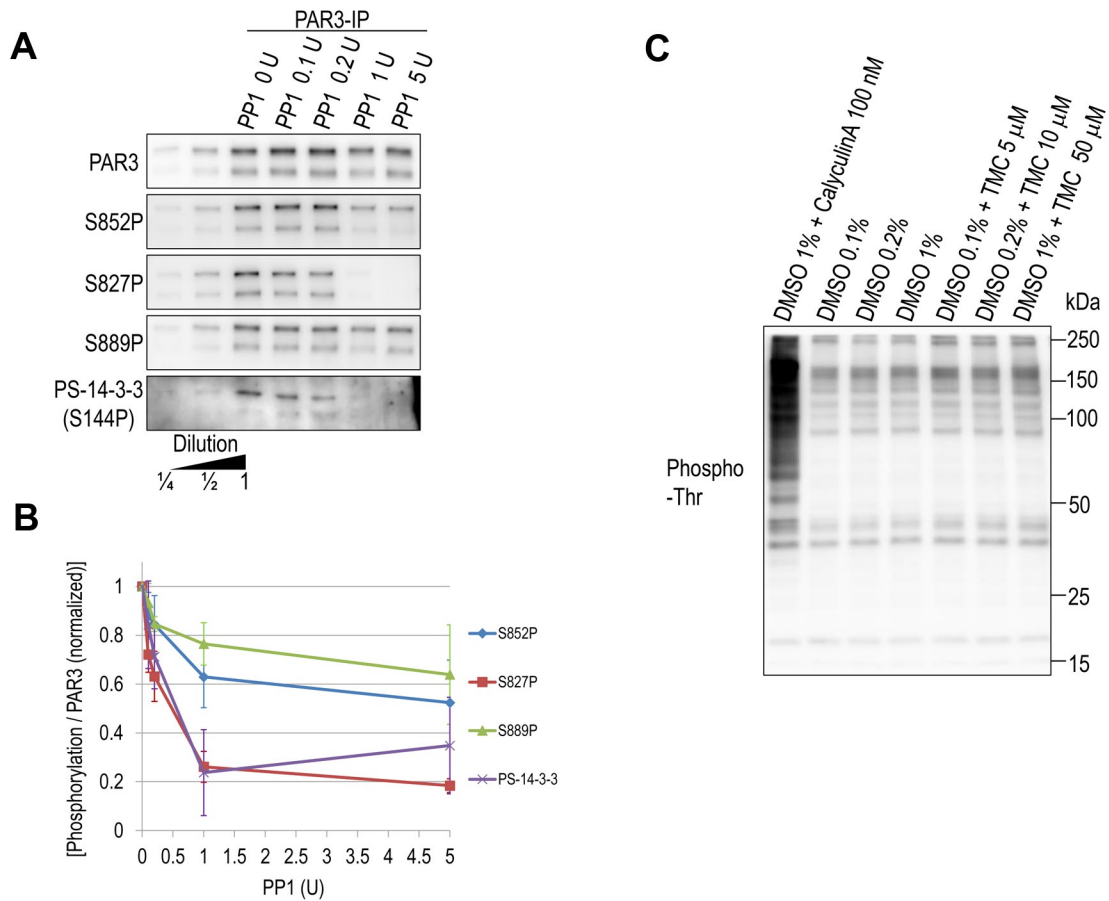 A
PAR3-IP
PP1 0 U
PP1 0.1 U
PP1 0.2 U
PP1 1 U
PP1 5 U
PAR3
S852P
S827P
S889P
PS-14-3-3
(S144P)
Dilution
¼ ½ 1
B
[Phosphorylation / PAR3 (normalized)]
1
0.8
0.6
0.4
0.2
0
0 0.5 1 1.5 2 2.5 3 3.5 4 4.5 5
PP1 (U)
S852P
S827P
S889P
PS-14-3-3
C
DMSO 1% + CalyculinA 100 nM
DMSO 0.1%
DMSO 0.2%
DMSO 1%
DMSO 0.1% + TMC 5 µM
DMSO 0.2% + TMC 10 µM
DMSO 1% + TMC 50 µM
kDa
250
150
100
50
25
15
Phospho
-Thr